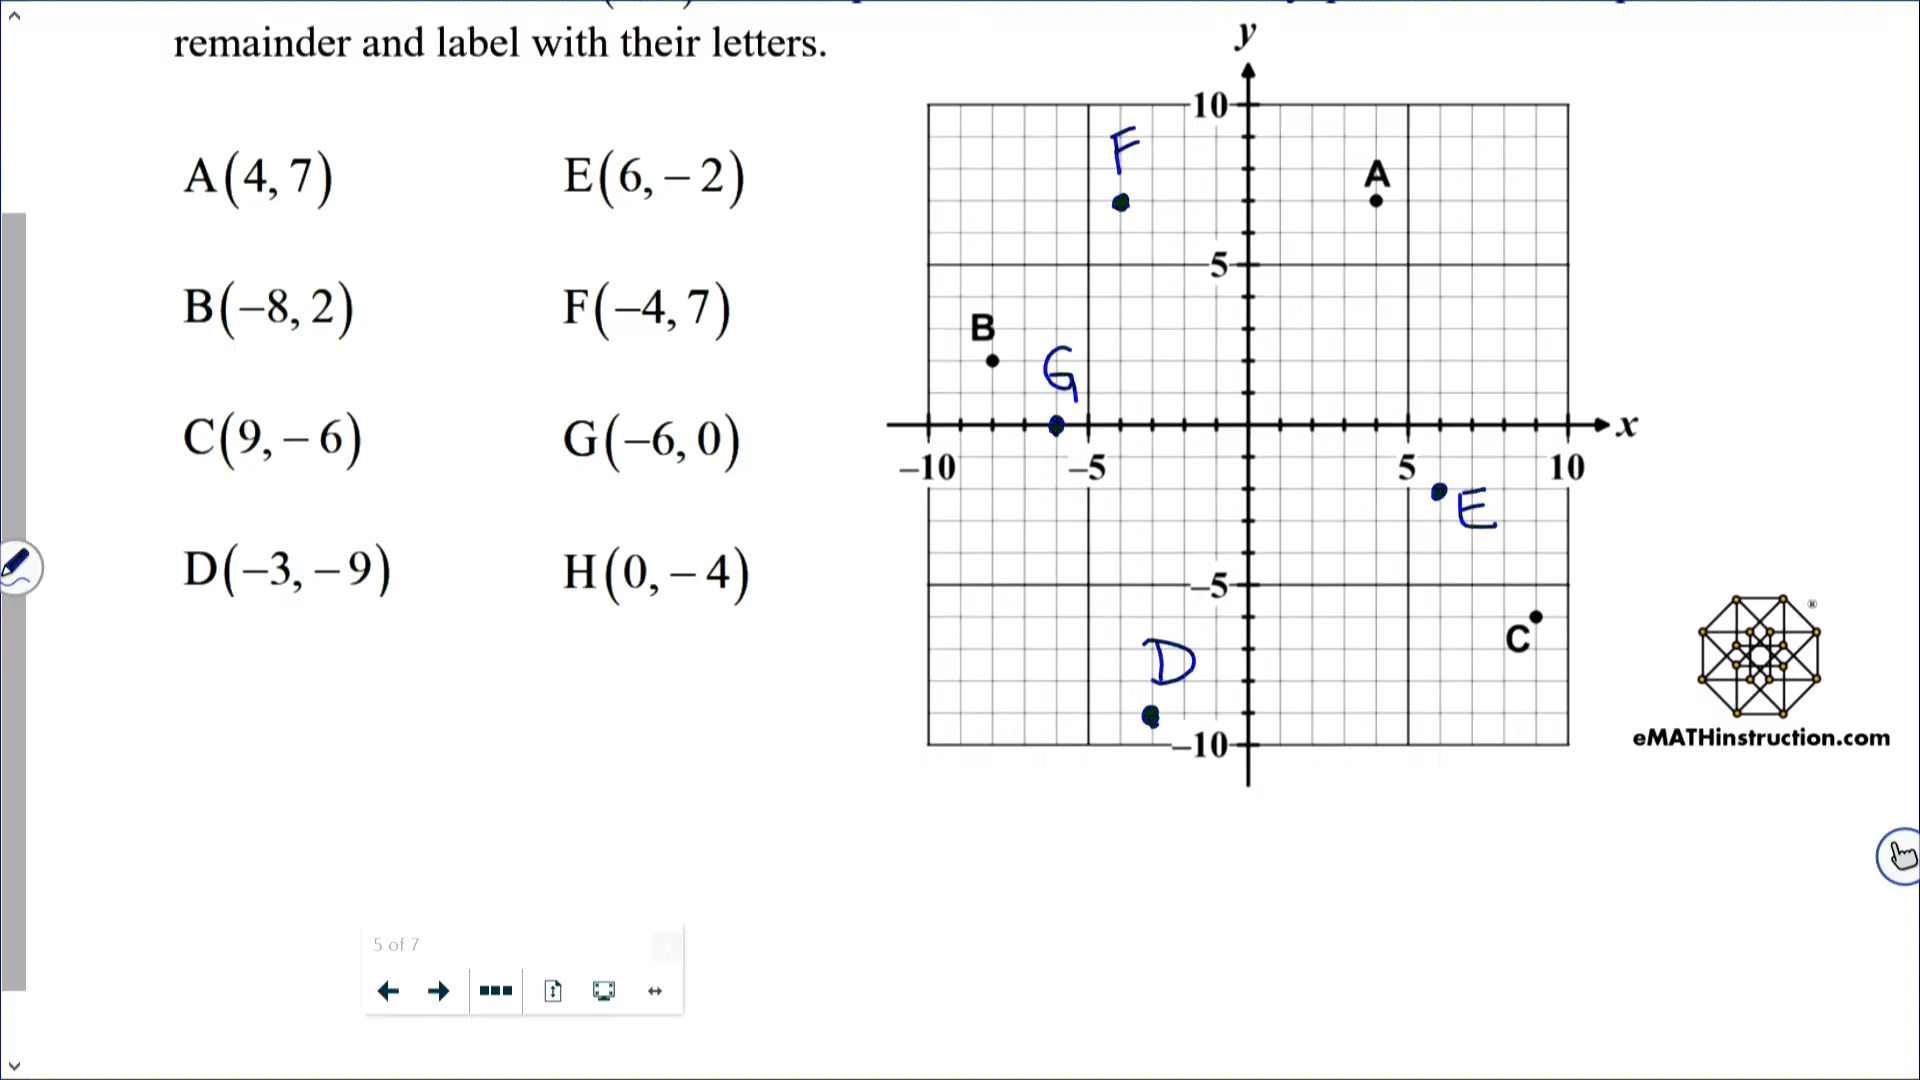 remainder and label with their letters.
A(4, 7)
E(6, – 2)
B(–8, 2)
F(–4, 7)
C(9, – 6)
G(–6, 0)
D(–3, – 9)
H(0, – 4)
y
10
F
A
5
B
G
x
–10
–5
5
10
E
–5
C
D
–10
®
eMATHinstruction.com
5 of 7